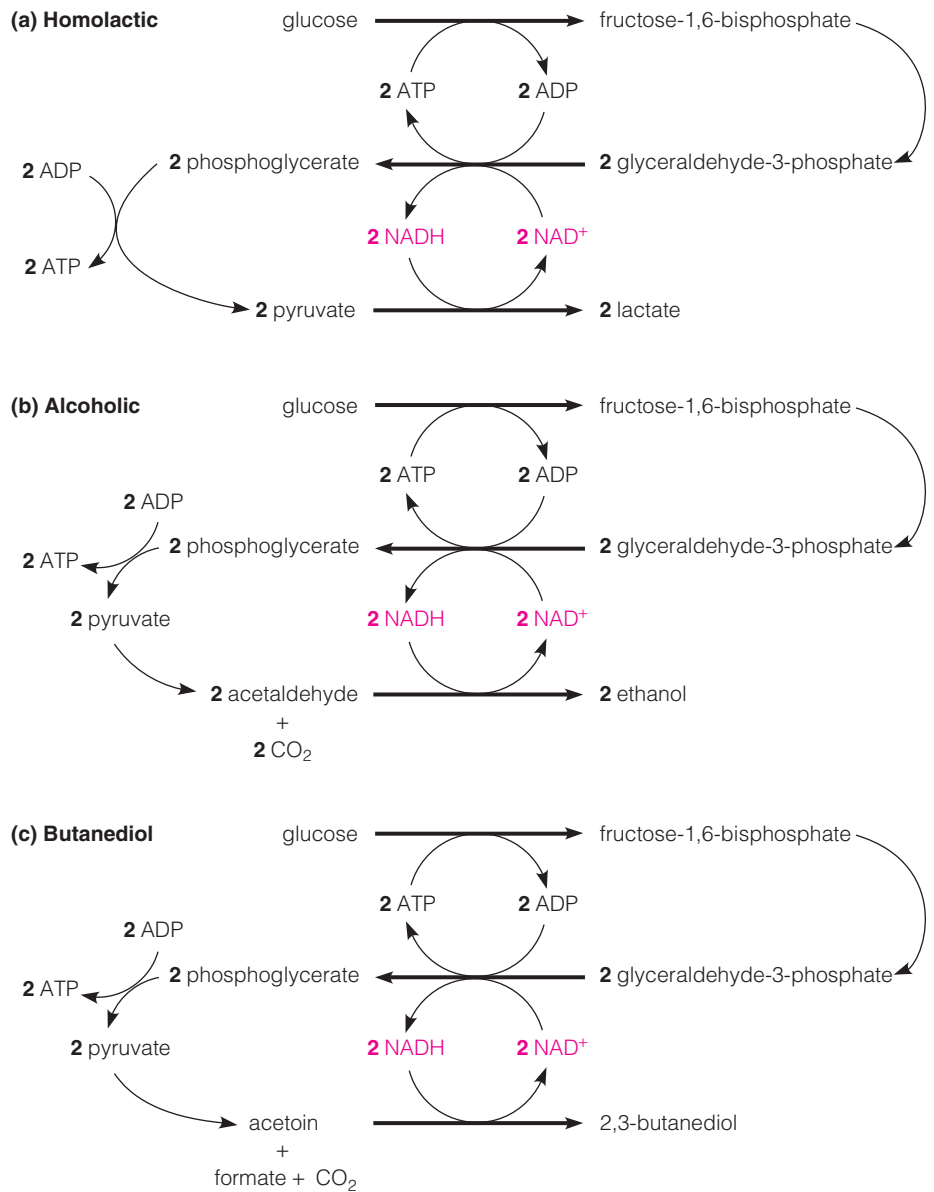 (a) Homolactic glucose fructose-1,6-bisphosphate
2 ATP 2 ADP
2 ADP 2 phosphoglycerate 2 glyceraldehyde-3-phosphate
2 NADH 2 NAD⁺
2 ATP
2 pyruvate 2 lactate
(b) Alcoholic glucose fructose-1,6-bisphosphate
2 ATP 2 ADP
2 ADP
2 ATP 2 phosphoglycerate 2 glyceraldehyde-3-phosphate
2 pyruvate 2 NADH 2 NAD⁺
2 acetaldehyde 2 ethanol
+
2 CO₂
(c) Butanediol glucose fructose-1,6-bisphosphate
2 ATP 2 ADP
2 ADP
2 ATP 2 phosphoglycerate 2 glyceraldehyde-3-phosphate
2 pyruvate 2 NADH 2 NAD⁺
acetoin 2,3-butanediol
+
formate + CO₂